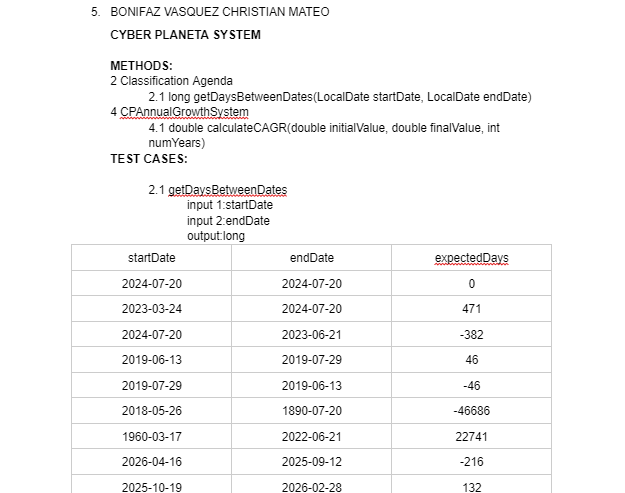 5. BONIFAZ VASQUEZ CHRISTIAN MATEO
CYBER PLANETA SYSTEM
METHODS:
2 Classification Agenda
2.1 long getDaysBetweenDates(LocalDate startDate, LocalDate endDate)
4 CPAnnualGrowthSystem
4.1 double calculateCAGR(double initialValue, double finalValue, int
numYears)
TEST CASES:
2.1 getDaysBetweenDates
input 1:startDate
input 2:endDate
output:long
startDate endDate expectedDays
2024-07-20 2024-07-20 0
2023-03-24 2024-07-20 471
2024-07-20 2023-06-21 -382
2019-06-13 2019-07-29 46
2019-07-29 2019-06-13 -46
2018-05-26 1890-07-20 -46686
1960-03-17 2022-06-21 22741
2026-04-16 2025-09-12 -216
2025-10-19 2026-02-28 132